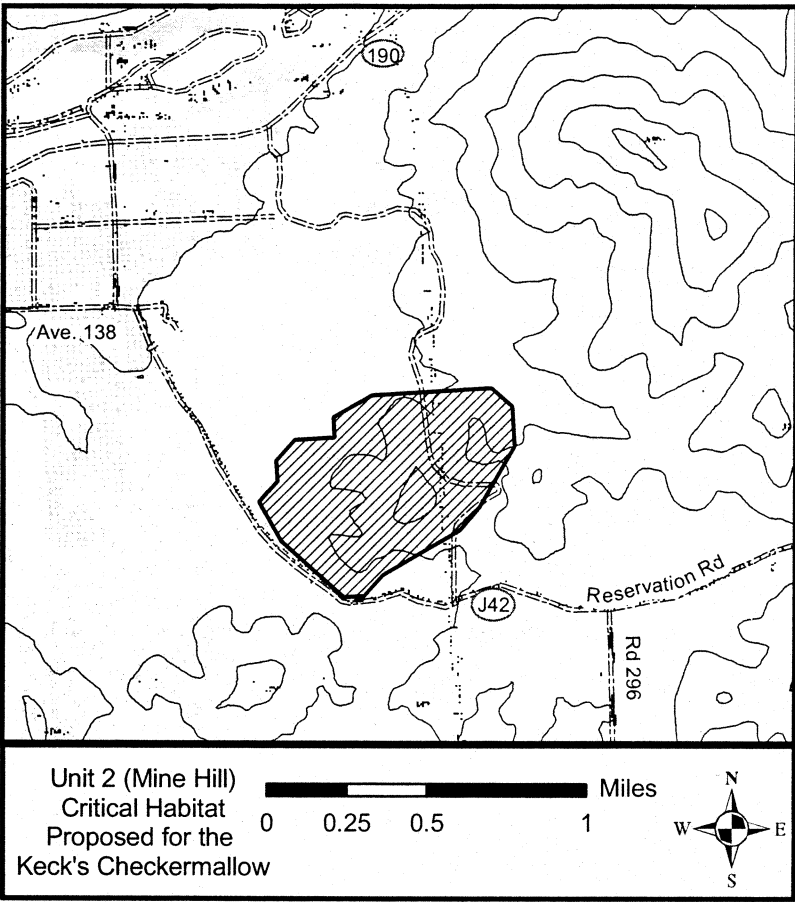 190
Ave. 138
Reservation Rd
J42
Rd 296
Unit 2 (Mine Hill)
Critical Habitat
Proposed for the
Keck's Checkermallow
Miles
0 0.25 0.5 1
N
W E
S